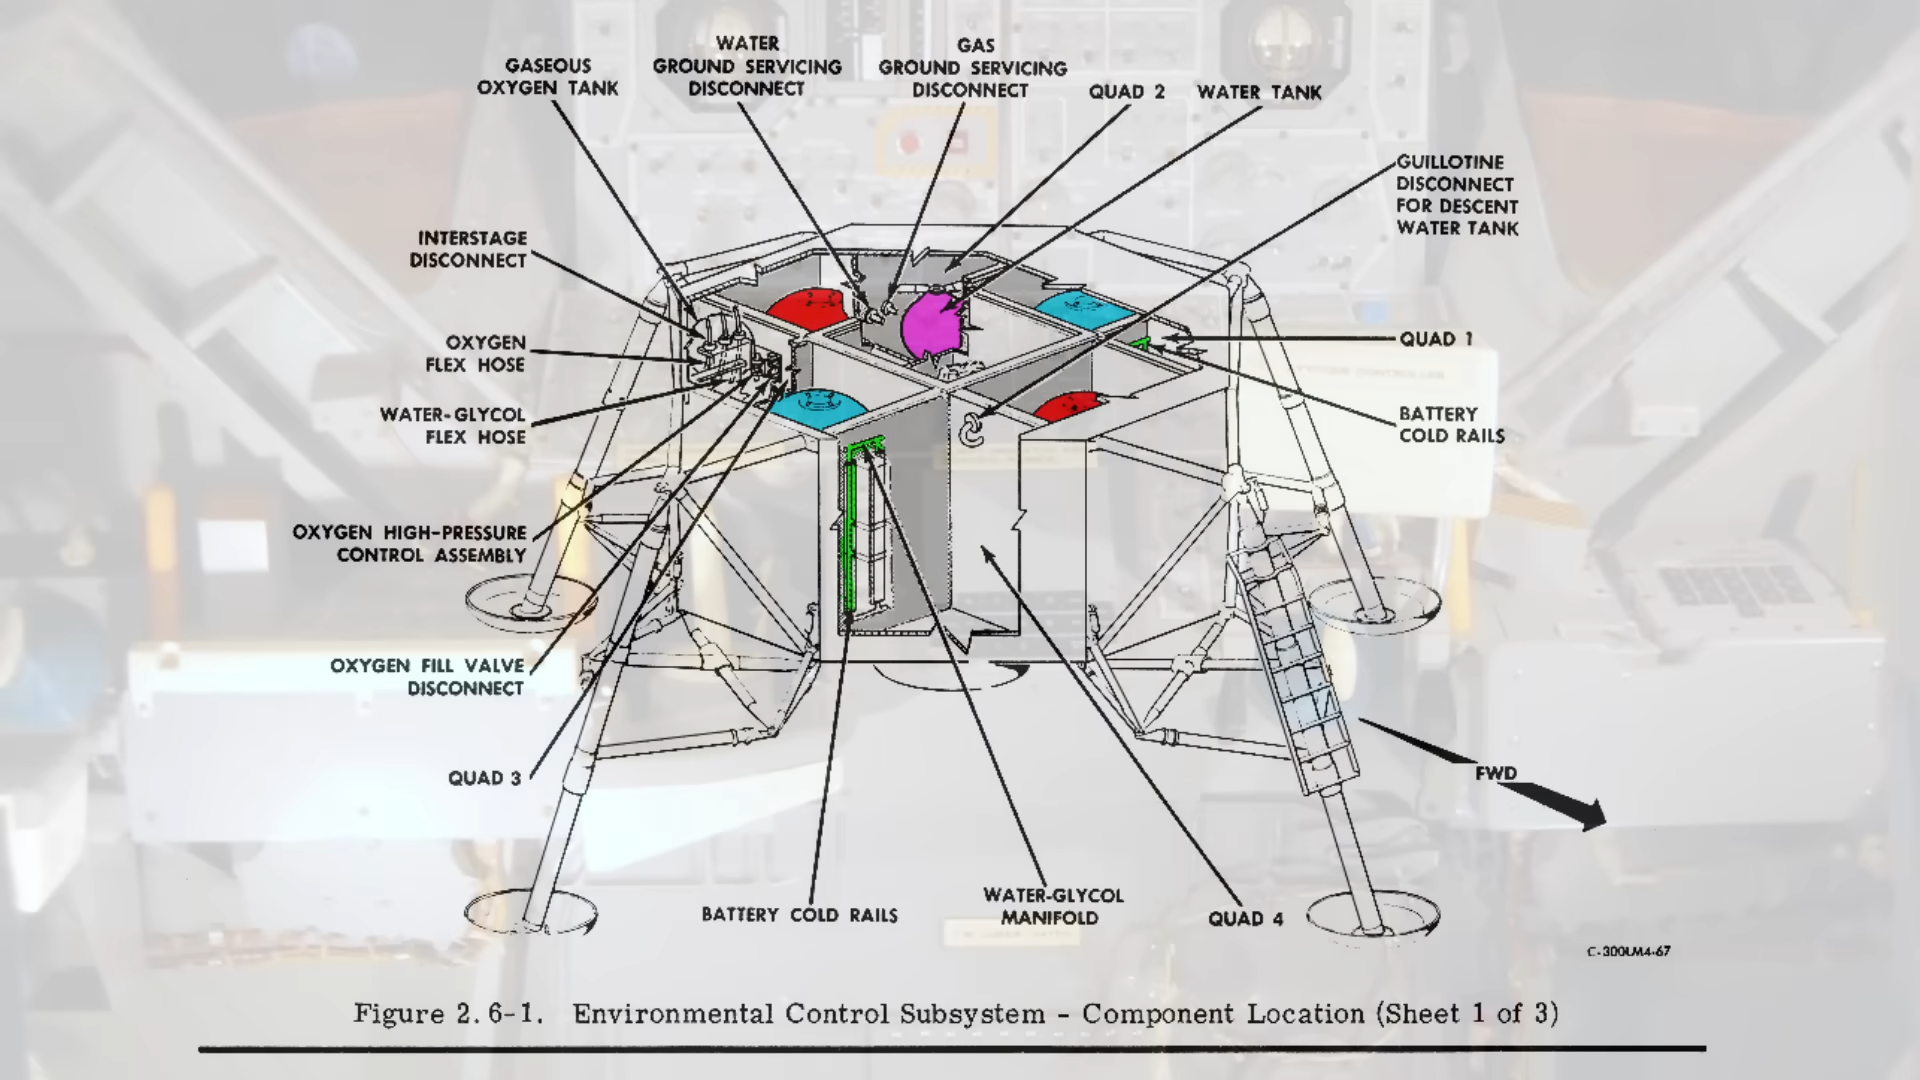 WATER
GROUND SERVICING
DISCONNECT
GAS
GROUND SERVICING
DISCONNECT
GASEOUS
OXYGEN TANK
QUAD 2
WATER TANK
GUILLOTINE
DISCONNECT
FOR DESCENT
WATER TANK
INTERSTAGE
DISCONNECT
OXYGEN
FLEX HOSE
QUAD 1
WATER-GLYCOL
FLEX HOSE
BATTERY
COLD RAILS
OXYGEN HIGH-PRESSURE
CONTROL ASSEMBLY
OXYGEN FILL VALVE
DISCONNECT
QUAD 3
FWD
BATTERY COLD RAILS
WATER-GLYCOL
MANIFOLD
QUAD 4
C-300LM4-67
Figure 2.6-1. Environmental Control Subsystem - Component Location (Sheet 1 of 3)